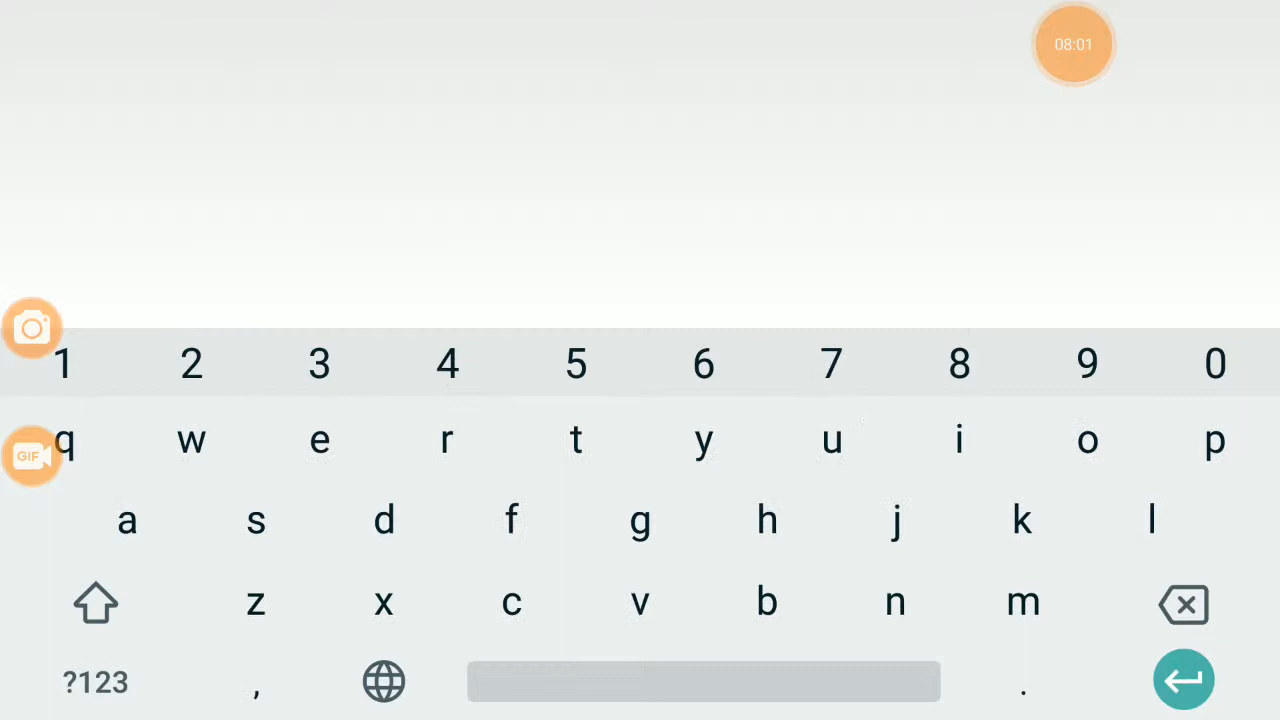 08:01
1 2 3 4 5 6 7 8 9 0
q w e r t y u i o p
GIF
a s d f g h j k l
z x c v b n m
?123 , .